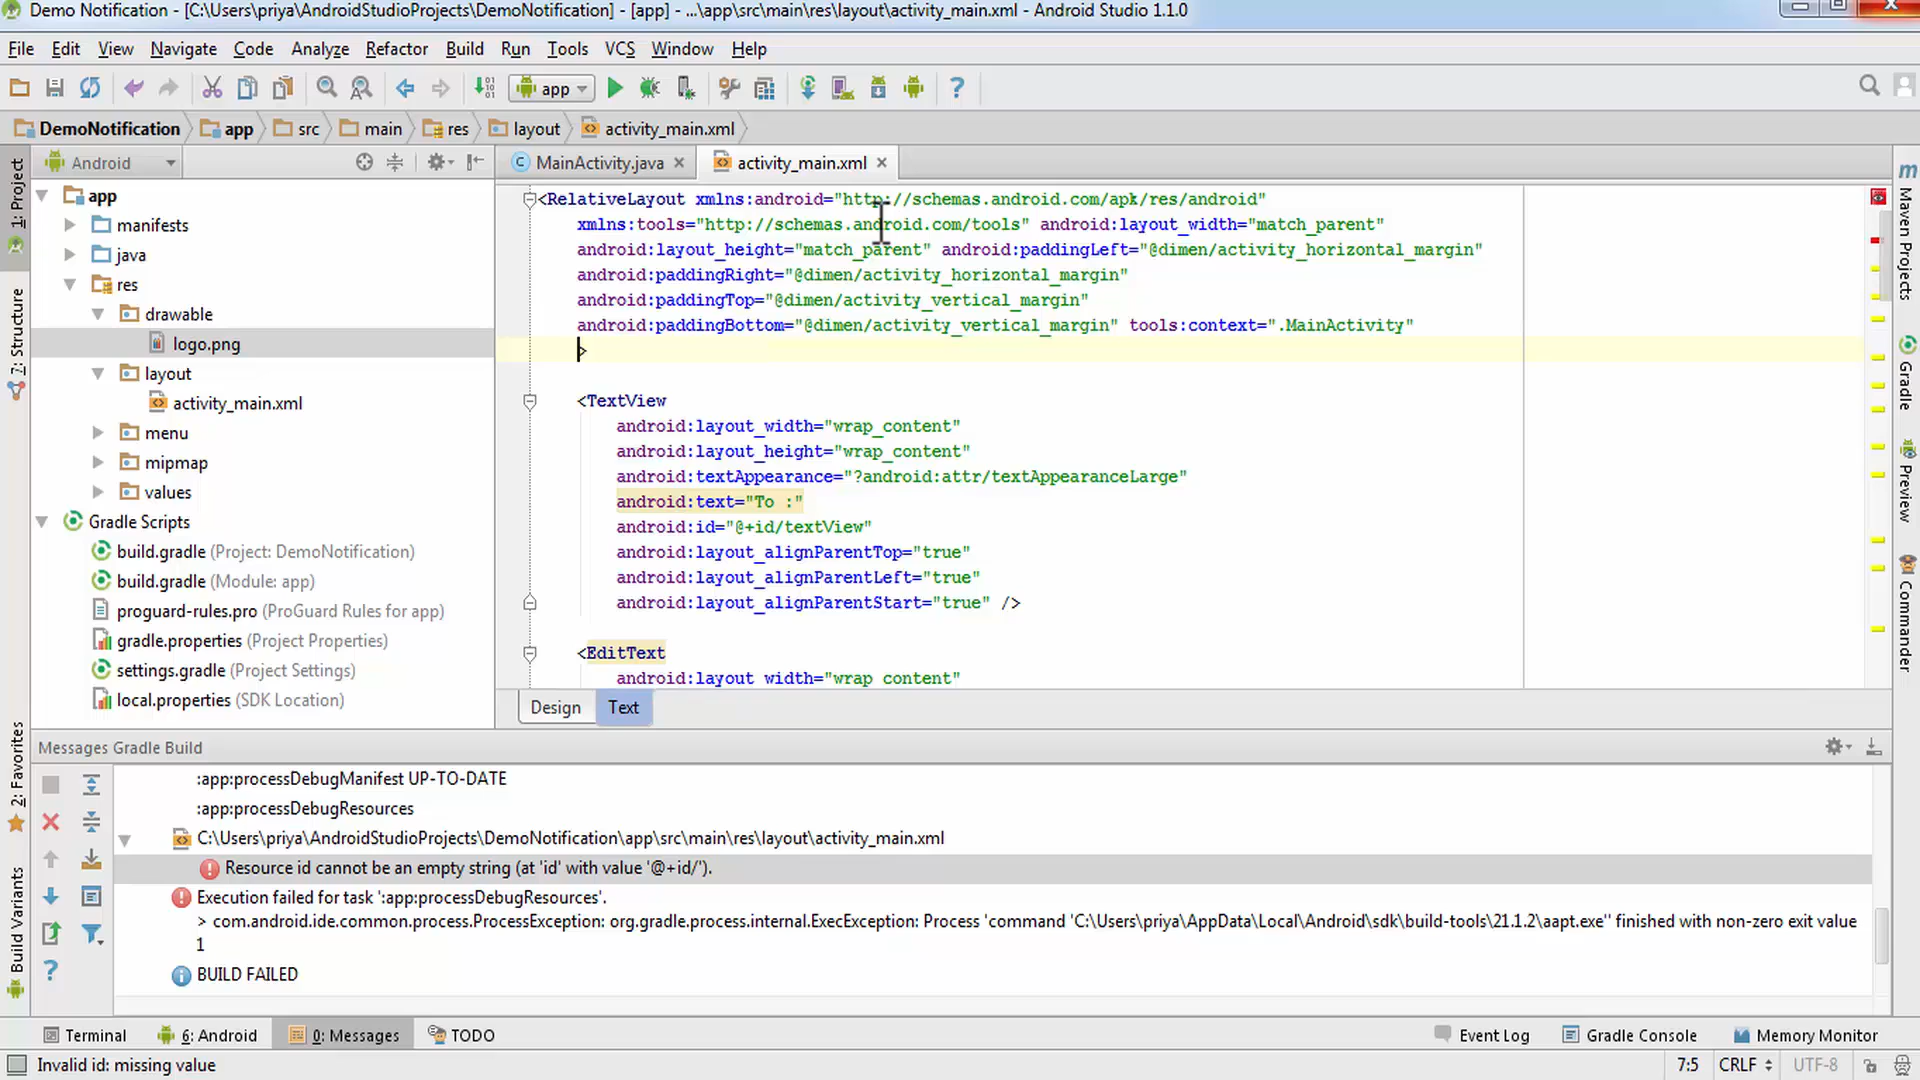 Demo Notification - [C:\Users\priya\AndroidStudioProjects\DemoNotification] - [app] - ...\app\src\main\res\layout\activity_main.xml - Android Studio 1.1.0
File Edit View Navigate Code Analyze Refactor Build Run Tools VCS Window Help
app
DemoNotification app src main res layout activity_main.xml
Android
MainActivity.java
activity_main.xml
1: Project
7: Structure
2: Favorites
Build Variants
app
manifests
java
res
drawable
logo.png
layout
activity_main.xml
menu
mipmap
values
Gradle Scripts
build.gradle (Project: DemoNotification)
build.gradle (Module: app)
proguard-rules.pro (ProGuard Rules for app)
gradle.properties (Project Properties)
settings.gradle (Project Settings)
local.properties (SDK Location)
<RelativeLayout xmlns:android="http://schemas.android.com/apk/res/android"
xmlns:tools="http://schemas.android.com/tools" android:layout_width="match_parent"
android:layout_height="match_parent" android:paddingLeft="@dimen/activity_horizontal_margin"
android:paddingRight="@dimen/activity_horizontal_margin"
android:paddingTop="@dimen/activity_vertical_margin"
android:paddingBottom="@dimen/activity_vertical_margin" tools:context=".MainActivity"
>
<TextView
android:layout_width="wrap_content"
android:layout_height="wrap_content"
android:textAppearance="?android:attr/textAppearanceLarge"
android:text="To :"
android:id="@+id/textView"
android:layout_alignParentTop="true"
android:layout_alignParentLeft="true"
android:layout_alignParentStart="true" />
<EditText
android:layout_width="wrap_content"
Design Text
Maven Projects
Gradle
Preview
Commander
Messages Gradle Build
:app:processDebugManifest UP-TO-DATE
:app:processDebugResources
C:\Users\priya\AndroidStudioProjects\DemoNotification\app\src\main\res\layout\activity_main.xml
Resource id cannot be an empty string (at 'id' with value '@+id/').
Execution failed for task ':app:processDebugResources'.
> com.android.ide.common.process.ProcessException: org.gradle.process.internal.ExecException: Process 'command 'C:\Users\priya\AppData\Local\Android\sdk\build-tools\21.1.2\aapt.exe'' finished with non-zero exit value
1
BUILD FAILED
Terminal 6: Android 0: Messages TODO Event Log Gradle Console Memory Monitor
Invalid id: missing value 7:5 CRLF UTF-8